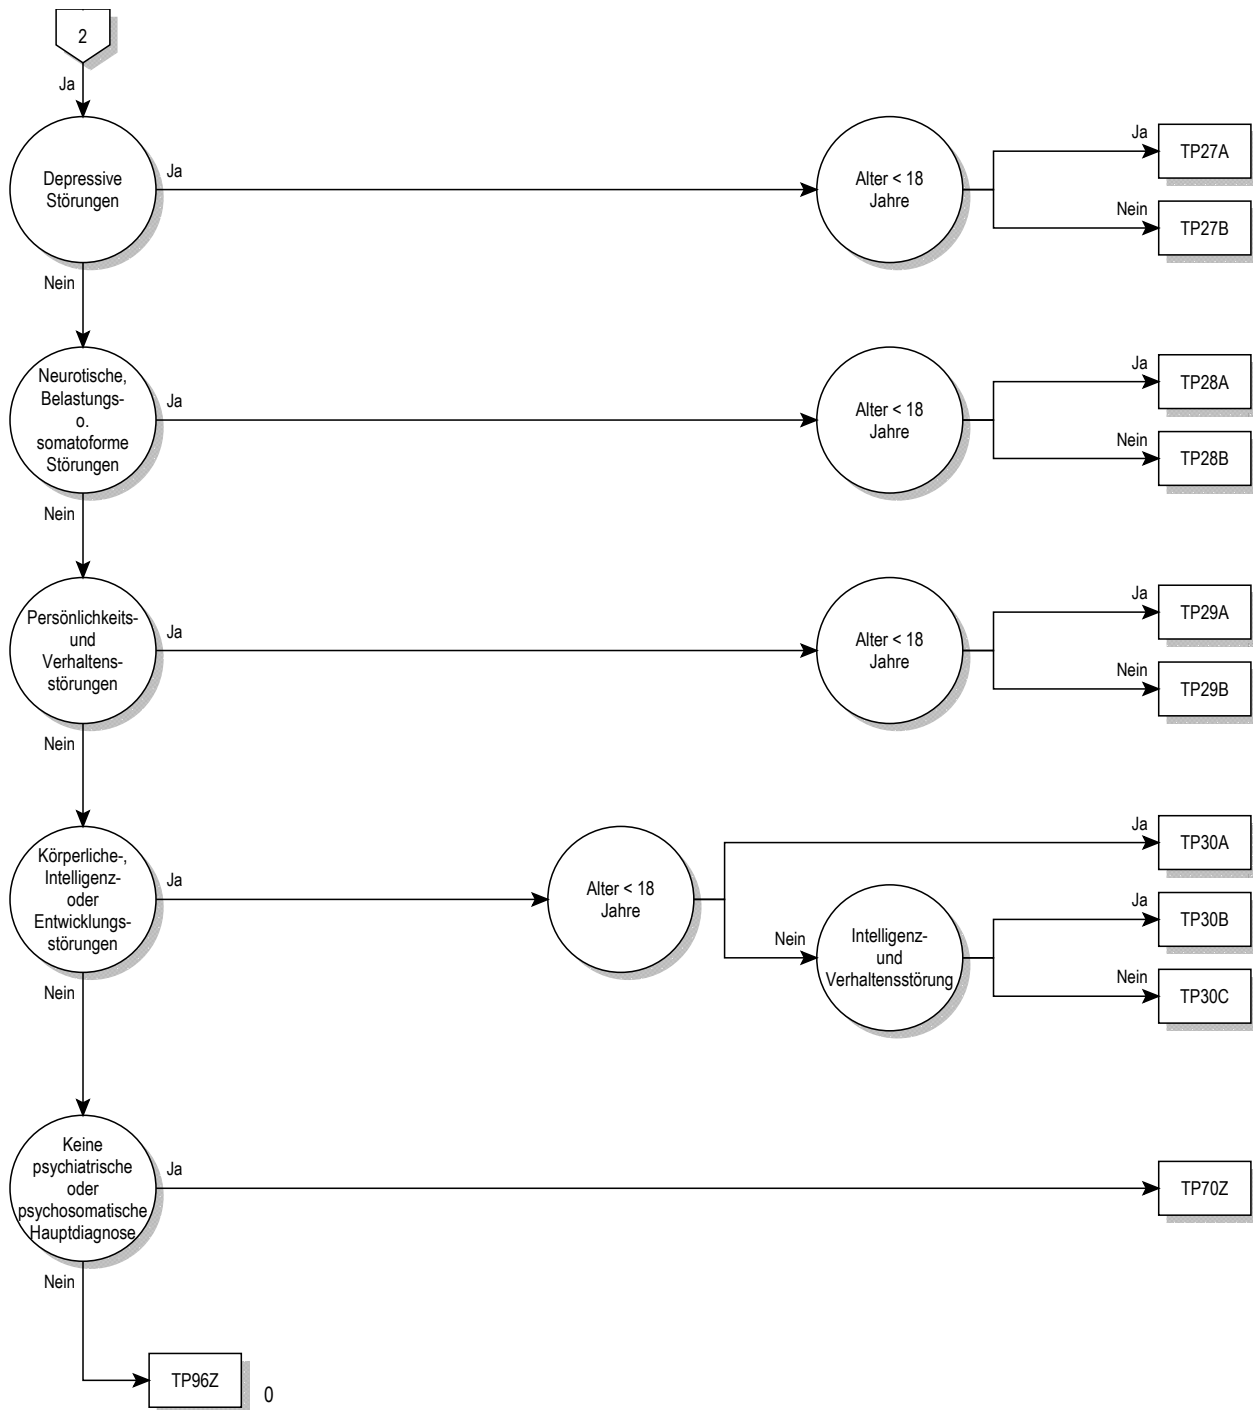 2
Ja
Depressive
Störungen
Ja
Alter < 18
Jahre
Ja
TP27A
Nein
TP27B
Nein
Neurotische,
Belastungs-
o.
somatoforme
Störungen
Ja
Alter < 18
Jahre
Ja
TP28A
Nein
TP28B
Nein
Persönlichkeits-
und
Verhaltens-
störungen
Ja
Alter < 18
Jahre
Ja
TP29A
Nein
TP29B
Nein
Körperliche-,
Intelligenz-
oder
Entwicklungs-
störungen
Ja
Alter < 18
Jahre
Ja
TP30A
Nein
Intelligenz-
und
Verhaltensstörung
Ja
TP30B
Nein
TP30C
Nein
Keine
psychiatrische
oder
psychosomatische
Hauptdiagnose
Ja
TP70Z
Nein
TP96Z
0